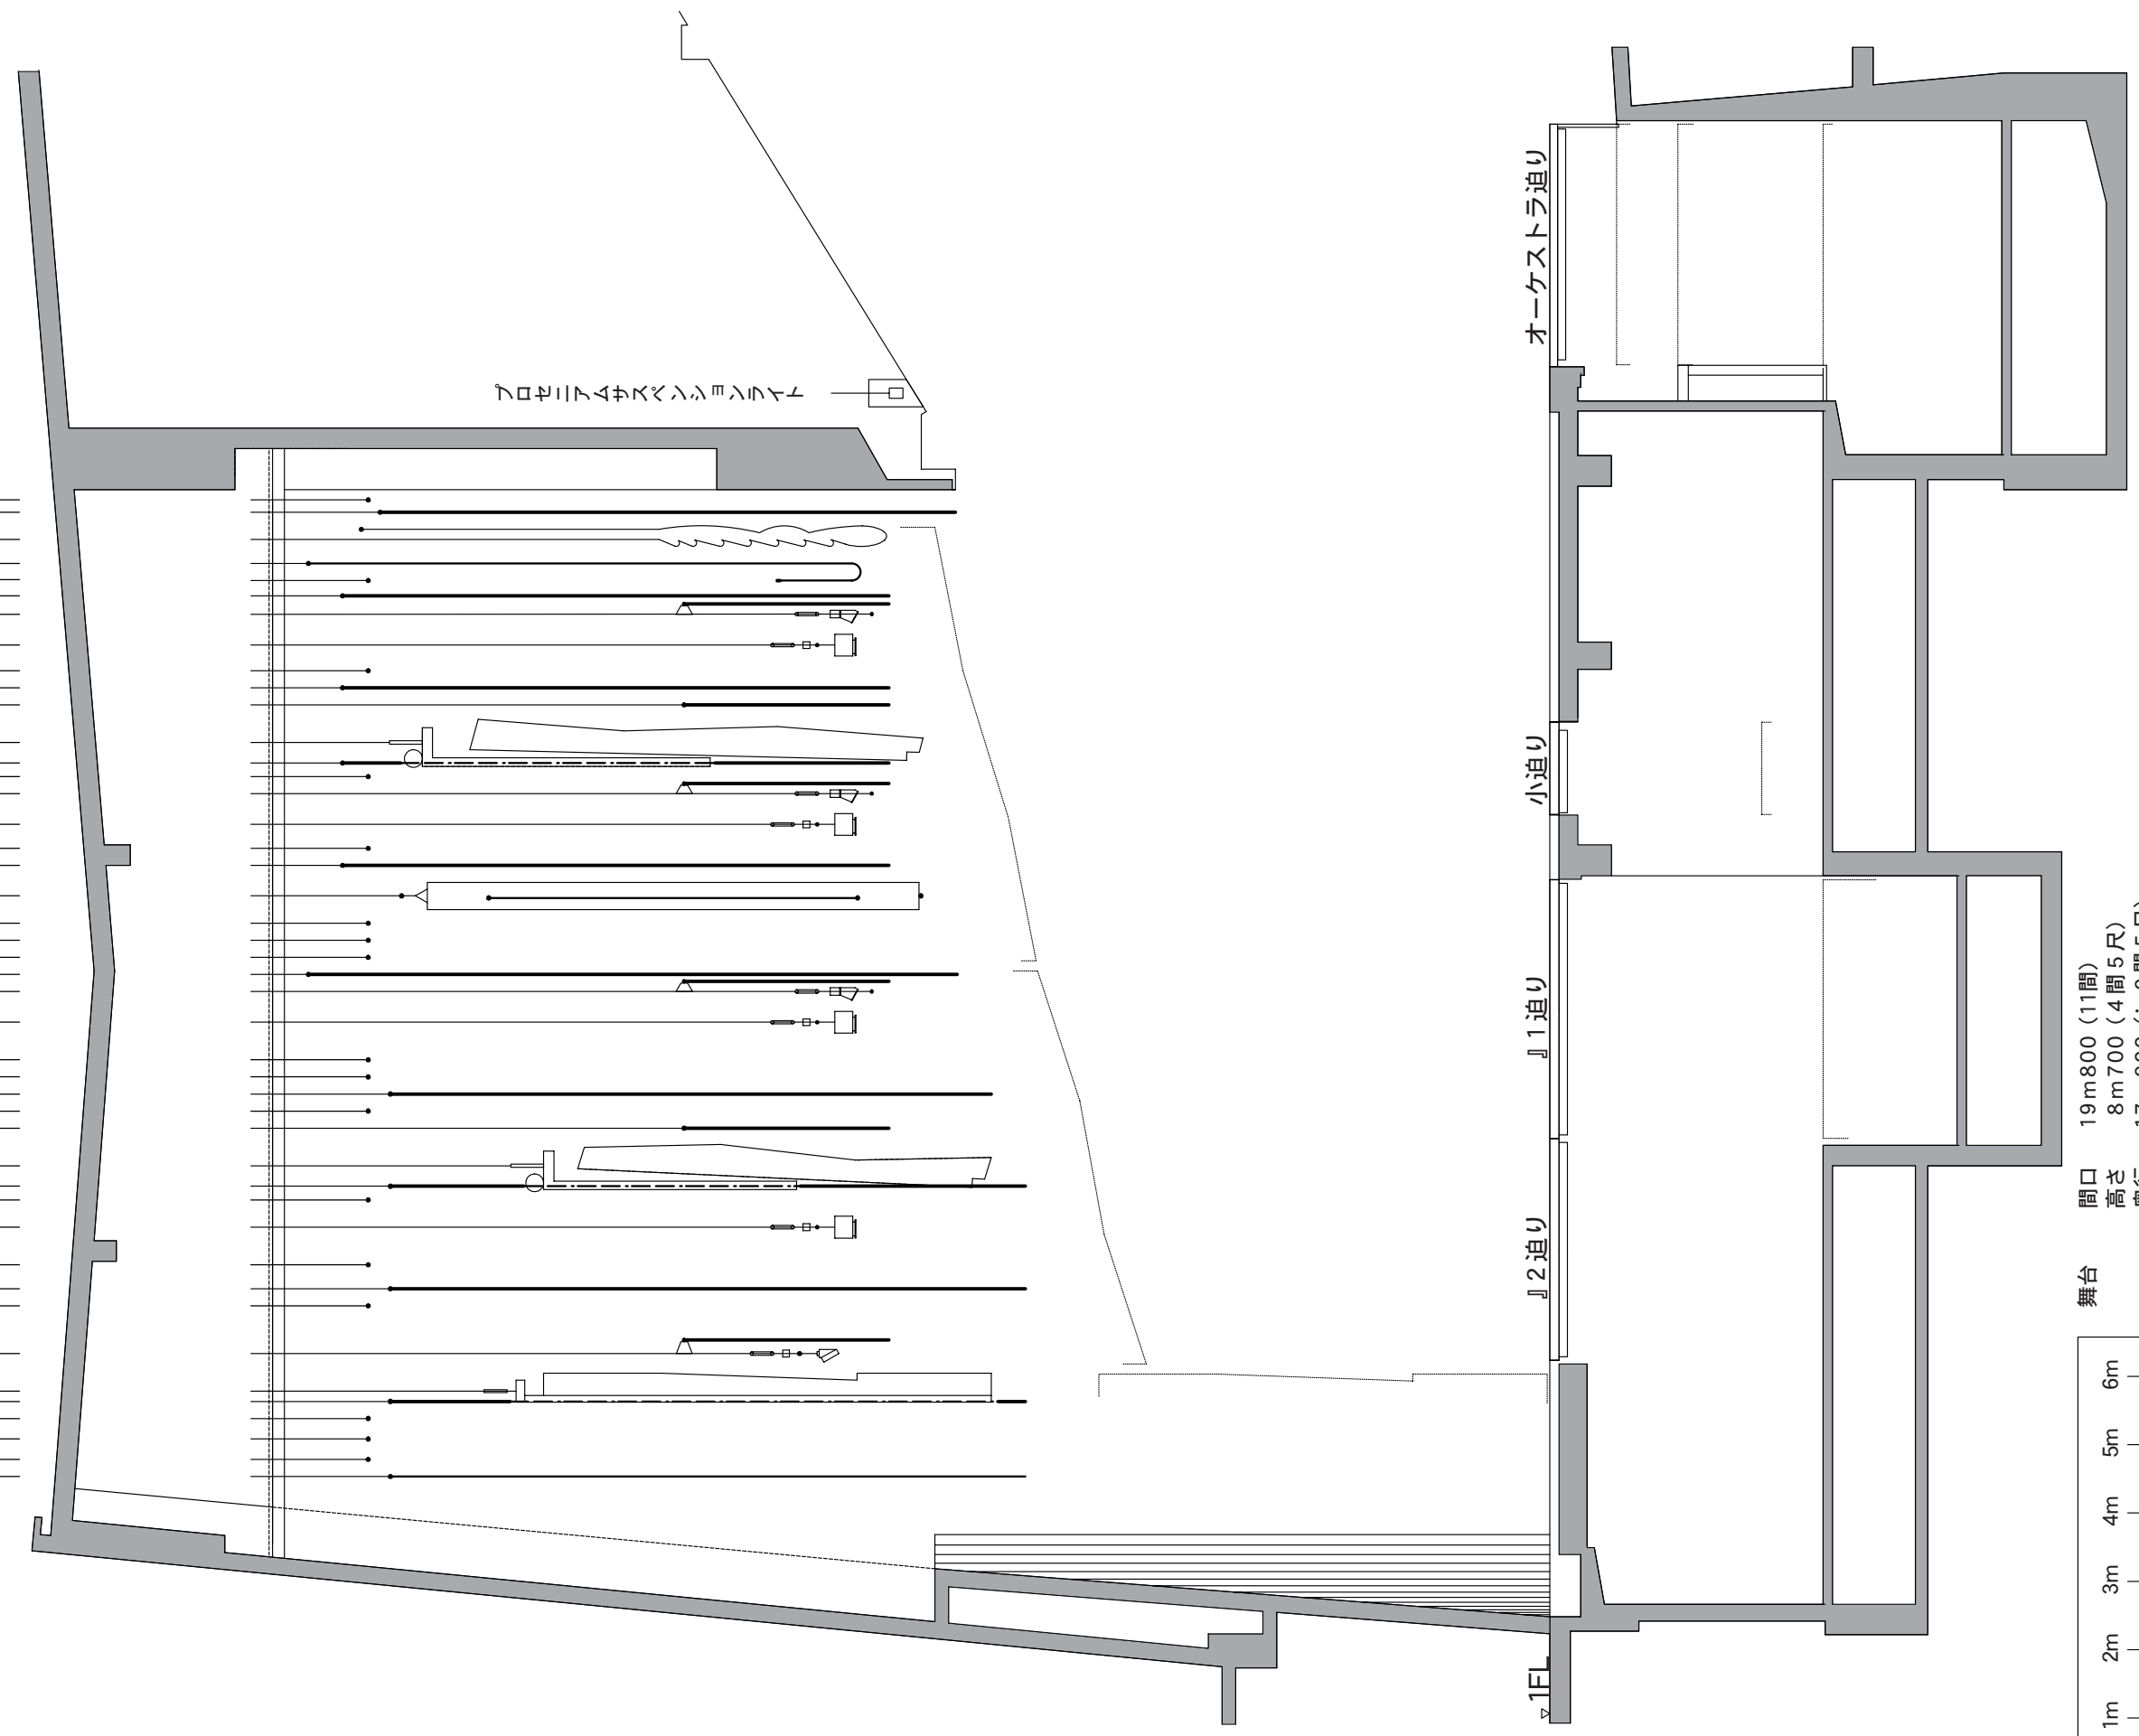 プロセニアムサスペンションライト
オーケストラ迫り
小迫り
』1迫り
』2迫り
1FL
舞台 間口 19m800（11間）
高さ 8m700（4間5尺）
1m 2m 3m 4m 5m 6m